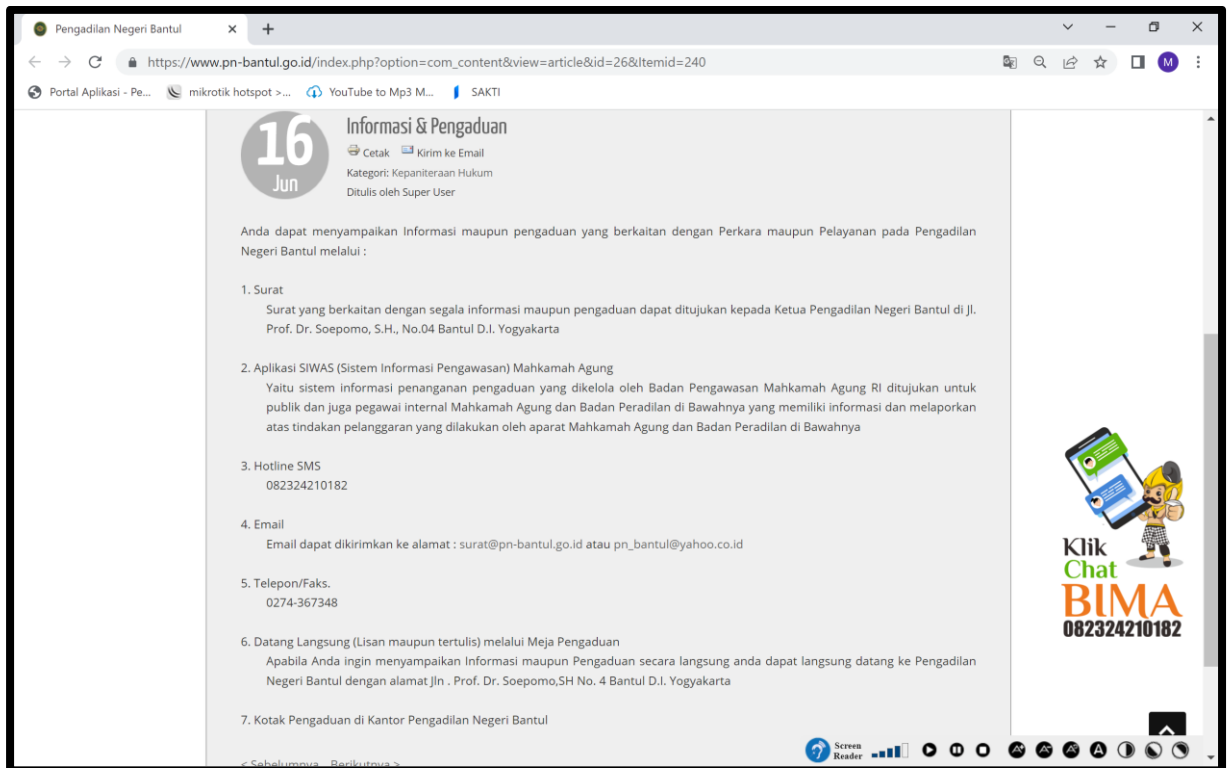 Pengadilan Negeri Bantul
https://www.pn-bantul.go.id/index.php?option=com_content&view=article&id=26&Itemid=240
M
Portal Aplikasi - Pe...
mikrotik hotspot >...
YouTube to Mp3 M...
SAKTI
16
Jun
Informasi & Pengaduan
Cetak Kirim ke Email
Kategori: Kepaniteraan Hukum
Ditulis oleh Super User
Anda dapat menyampaikan Informasi maupun pengaduan yang berkaitan dengan Perkara maupun Pelayanan pada Pengadilan
Negeri Bantul melalui :
1. Surat
Surat yang berkaitan dengan segala informasi maupun pengaduan dapat ditujukan kepada Ketua Pengadilan Negeri Bantul di Jl.
Prof. Dr. Soepomo, S.H., No.04 Bantul D.I. Yogyakarta
2. Aplikasi SIWAS (Sistem Informasi Pengawasan) Mahkamah Agung
Yaitu sistem informasi penanganan pengaduan yang dikelola oleh Badan Pengawasan Mahkamah Agung RI ditujukan untuk
publik dan juga pegawai internal Mahkamah Agung dan Badan Peradilan di Bawahnya yang memiliki informasi dan melaporkan
atas tindakan pelanggaran yang dilakukan oleh aparat Mahkamah Agung dan Badan Peradilan di Bawahnya
3. Hotline SMS
082324210182
4. Email
Email dapat dikirimkan ke alamat : surat@pn-bantul.go.id atau pn_bantul@yahoo.co.id
5. Telepon/Faks.
0274-367348
6. Datang Langsung (Lisan maupun tertulis) melalui Meja Pengaduan
Apabila Anda ingin menyampaikan Informasi maupun Pengaduan secara langsung anda dapat langsung datang ke Pengadilan
Negeri Bantul dengan alamat Jln . Prof. Dr. Soepomo,SH No. 4 Bantul D.I. Yogyakarta
7. Kotak Pengaduan di Kantor Pengadilan Negeri Bantul
< Sebelumnya Berikutnya >
Klik
Chat
BIMA
082324210182
Screen
Reader